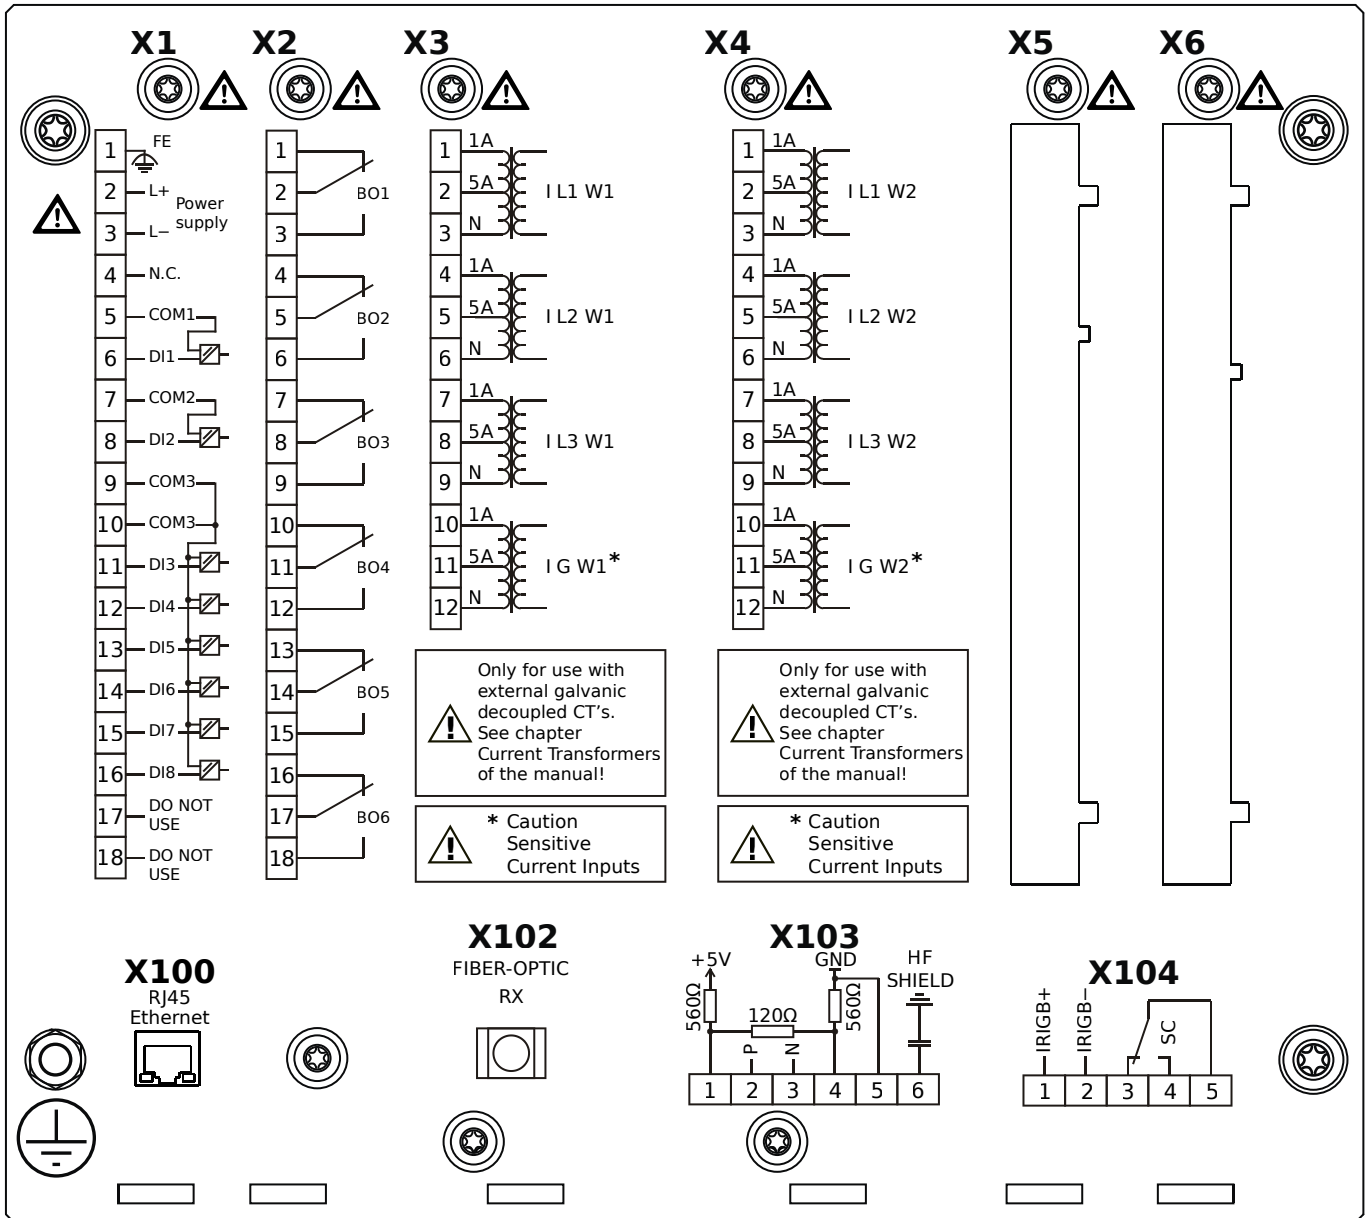 X1
X2
X3
X4
X5
X6
1
FE
2
L+
Power
supply
3
L−
4
N.C.
5
COM1
6
DI1
7
COM2
8
DI2
9
COM3
10
COM3
11
DI3
12
DI4
13
DI5
14
DI6
15
DI7
16
DI8
17
DO NOT
USE
18
DO NOT
USE
1
2
BO1
3
4
5
BO2
6
7
8
BO3
9
10
11
BO4
12
13
14
BO5
15
16
17
BO6
18
1
1A
2
5A
I L1 W1
3
N
4
1A
5
5A
I L2 W1
6
N
7
1A
8
5A
I L3 W1
9
N
10
1A
11
5A
I G W1*
12
N
Only for use with
external galvanic
decoupled CT's.
See chapter
Current Transformers
of the manual!
* Caution
Sensitive
Current Inputs
1
1A
2
5A
I L1 W2
3
N
4
1A
5
5A
I L2 W2
6
N
7
1A
8
5A
I L3 W2
9
N
10
1A
11
5A
I G W2*
12
N
Only for use with
external galvanic
decoupled CT's.
See chapter
Current Transformers
of the manual!
* Caution
Sensitive
Current Inputs
X100
RJ45
Ethernet
X102
FIBER-OPTIC
RX
X103
+5V
GND
HF
SHIELD
560Ω
120Ω
560Ω
P
N
1 2 3 4 5 6
X104
IRIGB+
IRIGB−
SC
1 2 3 4 5